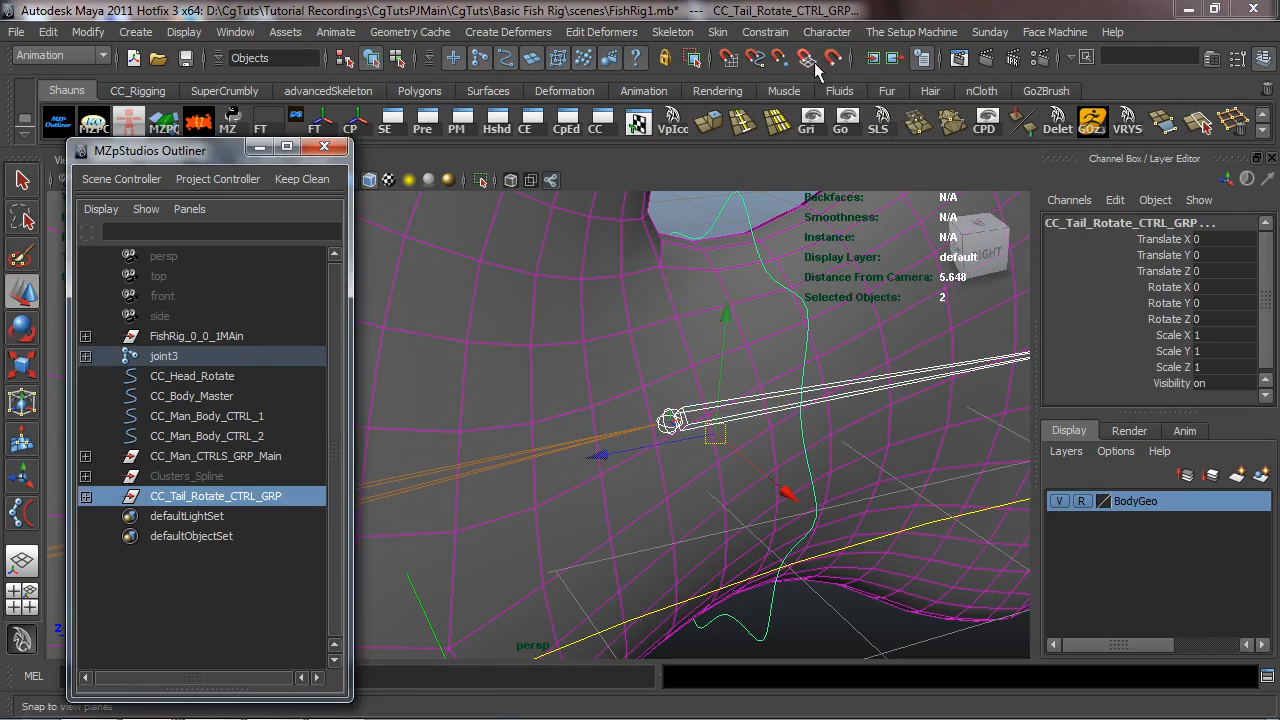 Autodesk Maya 2011 Hotfix 3 x64: D:\CgTuts\Tutorial Recordings\CgTutsPJMain\CgTuts\Basic Fish Rig\scenes\FishRig1.mb* --- CC_Tail_Rotate_CTRL_GRP...
File Edit Modify Create Display Window Assets Animate Geometry Cache Create Deformers Edit Deformers Skeleton Skin Constrain Character The Setup Machine Sunday Face Machine Help
Animation Objects
Shauns CC_Rigging SuperCrumbly advancedSkeleton Polygons Surfaces Deformation Animation Rendering Muscle Fluids Fur Hair nCloth GoZBrush
MZP Outliner MZPC MZPC MZ FT FT CP SE Pre PM Hshd CE CpEd CC VpIcc Gri Go SLS CPD Delet GOz3 VRYS
MZpStudios Outliner
Scene Controller Project Controller Keep Clean
Display Show Panels
persp
top
front
side
FishRig_0_0_1MAin
joint3
CC_Head_Rotate
CC_Body_Master
CC_Man_Body_CTRL_1
CC_Man_Body_CTRL_2
CC_Man_CTRLS_GRP_Main
Clusters_Spline
CC_Tail_Rotate_CTRL_GRP
defaultLightSet
defaultObjectSet
Backfaces: N/A
Smoothness: N/A
Instance: N/A
Display Layer: default
Distance From Camera: 5.648
Selected Objects: 2
RIGHT
persp
Channel Box / Layer Editor
Channels Edit Object Show
CC_Tail_Rotate_CTRL_GRP ...
Translate X 0
Translate Y 0
Translate Z 0
Rotate X 0
Rotate Y 0
Rotate Z 0
Scale X 1
Scale Y 1
Scale Z 1
Visibility on
Display Render Anim
Layers Options Help
V R BodyGeo
MEL
Snap to view planes